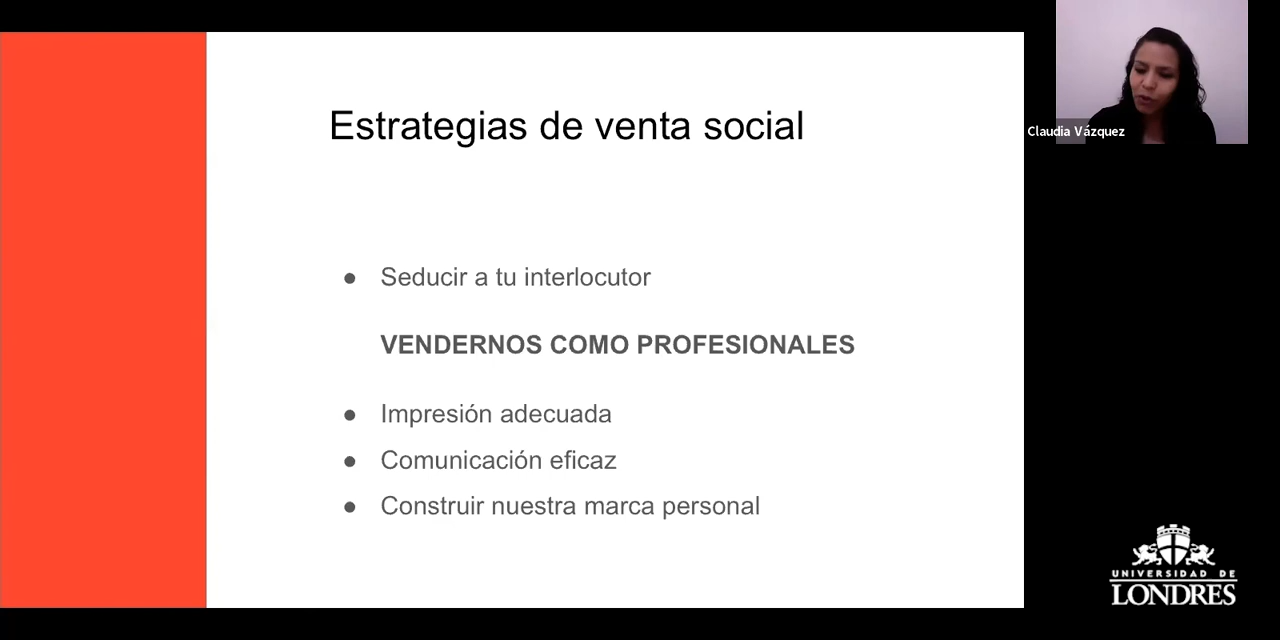 Estrategias de venta social
● Seducir a tu interlocutor
VENDERNOS COMO PROFESIONALES
● Impresión adecuada
● Comunicación eficaz
● Construir nuestra marca personal
Claudia Vázquez
UNIVERSIDAD DE
LONDRES